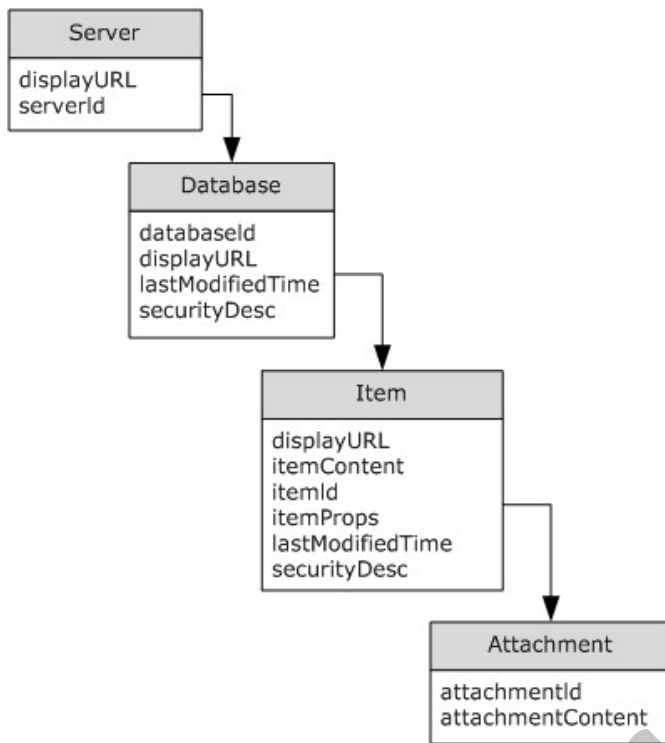 Server
displayURL
serverId
Database
databaseId
displayURL
lastModifiedTime
securityDesc
Item
displayURL
itemContent
itemId
itemProps
lastModifiedTime
securityDesc
Attachment
attachmentId
attachmentContent